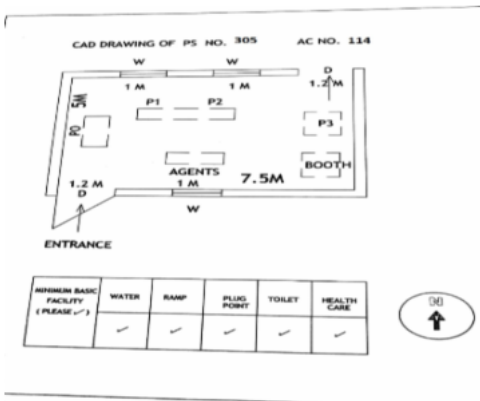 CAD DRAWING OF PS NO. 305 AC NO. 114
W W D
1 M 1 M 1.2 M
5M
P1 P2
PO P3
AGENTS BOOTH
1.2 M 1 M 7.5M
D
W
ENTRANCE
MINIMUM BASIC FACILITY (PLEASE ✓) WATER RAMP PLUG POINT TOILET HEALTH CARE
✓ ✓ ✓ ✓ ✓
N